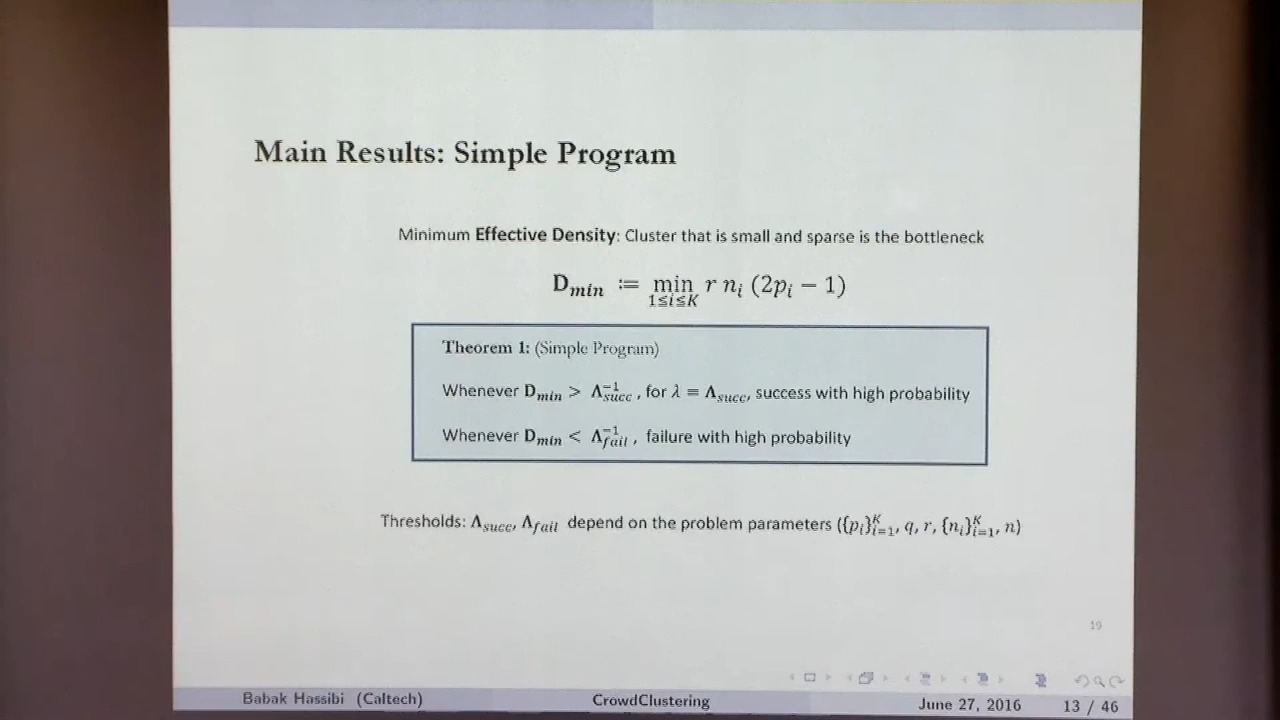 Main Results: Simple Program
Minimum Effective Density: Cluster that is small and sparse is the bottleneck
D_min := min_{1≤i≤K} r n_i (2p_i − 1)
Theorem 1: (Simple Program)
Whenever D_min > Λ_succ^{−1}, for λ = Λ_succ, success with high probability
Whenever D_min < Λ_fail^{−1}, failure with high probability
Thresholds: Λ_succ, Λ_fail depend on the problem parameters ({p_i}_{i=1}^K, q, r, {n_i}_{i=1}^K, n)
19
Babak Hassibi (Caltech) CrowdClustering June 27, 2016 13 / 46